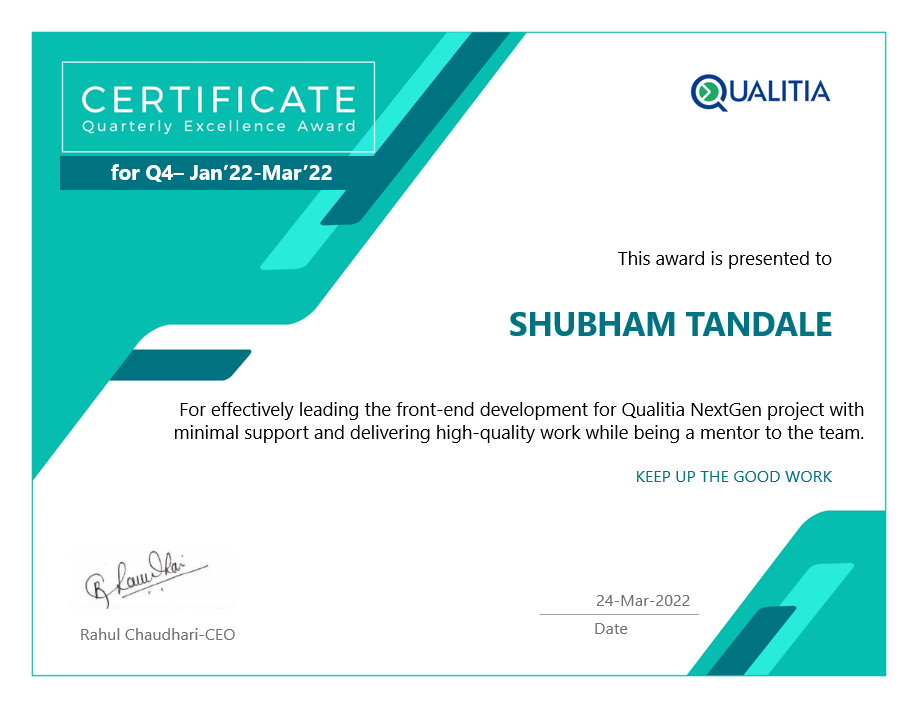 CERTIFICATE
Quarterly Excellence Award
for Q4– Jan’22-Mar’22
QUALITIA
This award is presented to
SHUBHAM TANDALE
For effectively leading the front-end development for Qualitia NextGen project with
minimal support and delivering high-quality work while being a mentor to the team.
KEEP UP THE GOOD WORK
Rahul Chaudhari-CEO
24-Mar-2022
Date